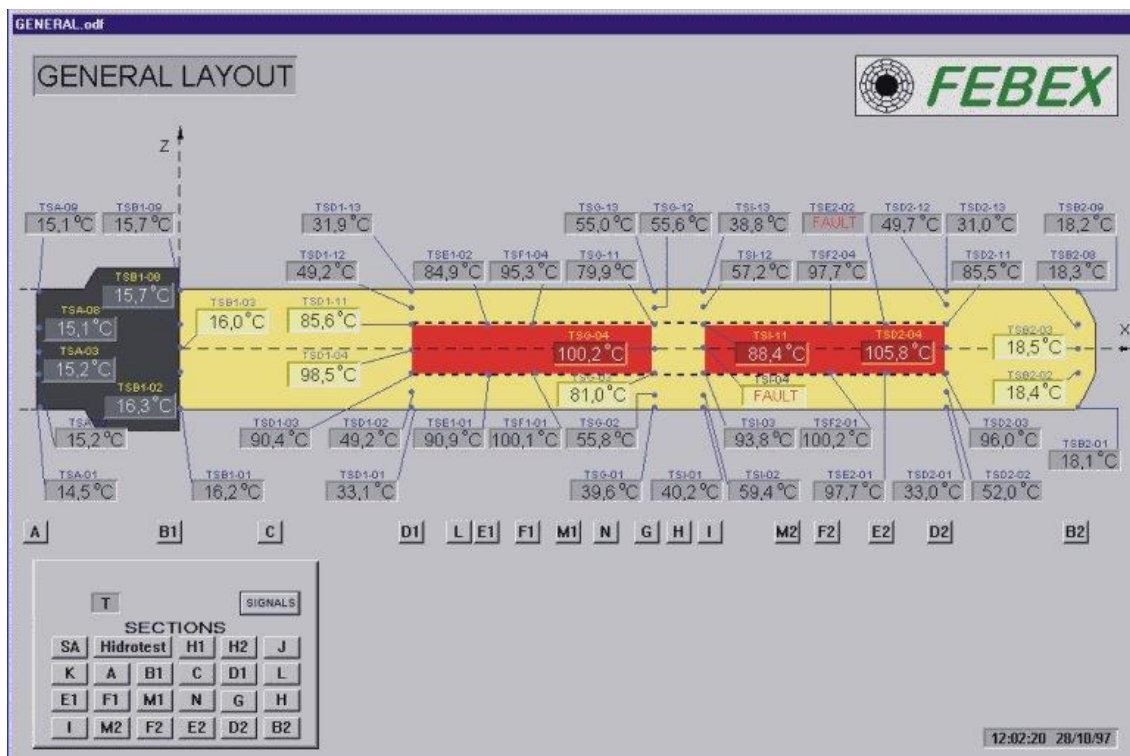 GENERAL.odf
GENERAL LAYOUT
FEBEX
Z
TSA-09 TSB1-09 TSD1-13 TSG-13 TSG-12 TSI-13 TSE2-02 TSD2-12 TSD2-13 TSB2-09
15,1°C 15,7°C 31,9°C 55,0°C 55,6°C 38,8°C FAULT 49,7°C 31,0°C 18,2°C
TSD1-12 TSE1-02 TSF1-04 TSG-11 TSI-12 TSF2-04 TSD2-11 TSB2-08
49,2°C 84,9°C 95,3°C 79,9°C 57,2°C 97,7°C 85,5°C 18,3°C
TSB1-08
15,7°C
TSB1-03 TSD1-11
16,0°C 85,6°C
TSA-08
15,1°C
TSG-04 TSI-11 TSD2-04 TSB2-03 X
100,2°C 88,4°C 105,8°C 18,5°C
TSA-03 TSD1-04
15,2°C 98,5°C
TSB1-02 TSG-03 TSI-04 TSB2-02
16,3°C 81,0°C FAULT 18,4°C
TSD1-03 TSD1-02 TSE1-01 TSF1-01 TSG-02 TSI-03 TSF2-01 TSD2-03
15,2°C 90,4°C 49,2°C 90,9°C 100,1°C 55,8°C 93,8°C 100,2°C 96,0°C
TSB2-01
18,1°C
TSA-01 TSB1-01 TSD1-01 TSG-01 TSI-01 TSI-02 TSE2-01 TSD2-01 TSD2-02
14,5°C 16,2°C 33,1°C 39,6°C 40,2°C 59,4°C 97,7°C 33,0°C 52,0°C
A B1 C D1 L E1 F1 M1 N G H I M2 F2 E2 D2 B2
T SIGNALS
SECTIONS
SA Hidrotest H1 H2 J
K A B1 C D1 L
E1 F1 M1 N G H
I M2 F2 E2 D2 B2
12:02:20 28/10/97